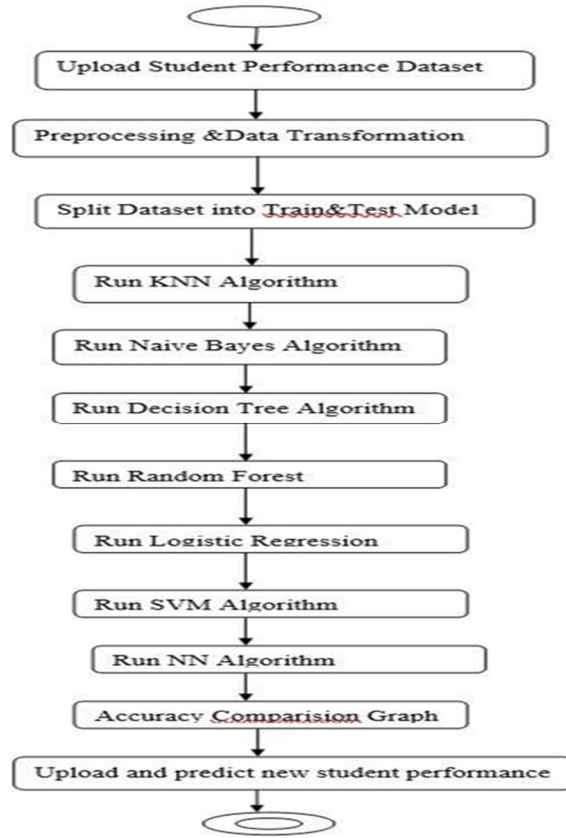 Upload Student Performance Dataset
Preprocessing &Data Transformation
Split Dataset into Train&Test Model
Run KNN Algorithm
Run Naive Bayes Algorithm
Run Decision Tree Algorithm
Run Random Forest
Run Logistic Regression
Run SVM Algorithm
Run NN Algorithm
Accuracy Comparision Graph
Upload and predict new student performance